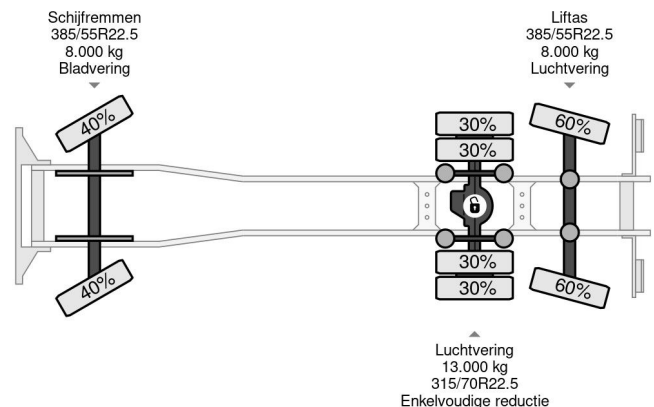 Schijfremmen
385/55R22.5
8.000 kg
Bladvering
Liftas
385/55R22.5
8.000 kg
Luchtvering
40%
30%
30%
60%
40%
30%
30%
60%
Luchtvering
13.000 kg
315/70R22.5
Enkelvoudige reductie